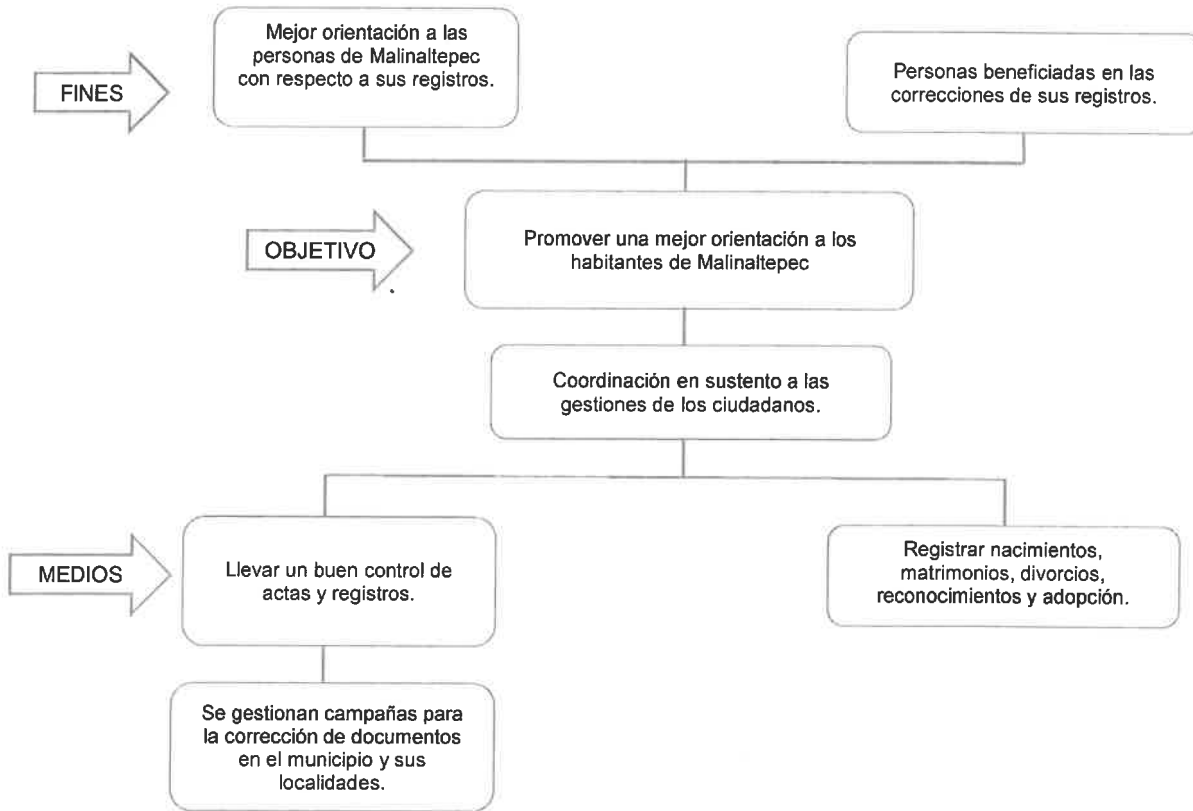 Mejor orientación a las
personas de Malinaltepec
con respecto a sus registros.
Personas beneficiadas en las
correcciones de sus registros.
FINES
Promover una mejor orientación a los
habitantes de Malinaltepec
OBJETIVO
Coordinación en sustento a las
gestiones de los ciudadanos.
Llevar un buen control de
actas y registros.
Registrar nacimientos,
matrimonios, divorcios,
reconocimientos y adopción.
MEDIOS
Se gestionan campañas para
la corrección de documentos
en el municipio y sus
localidades.